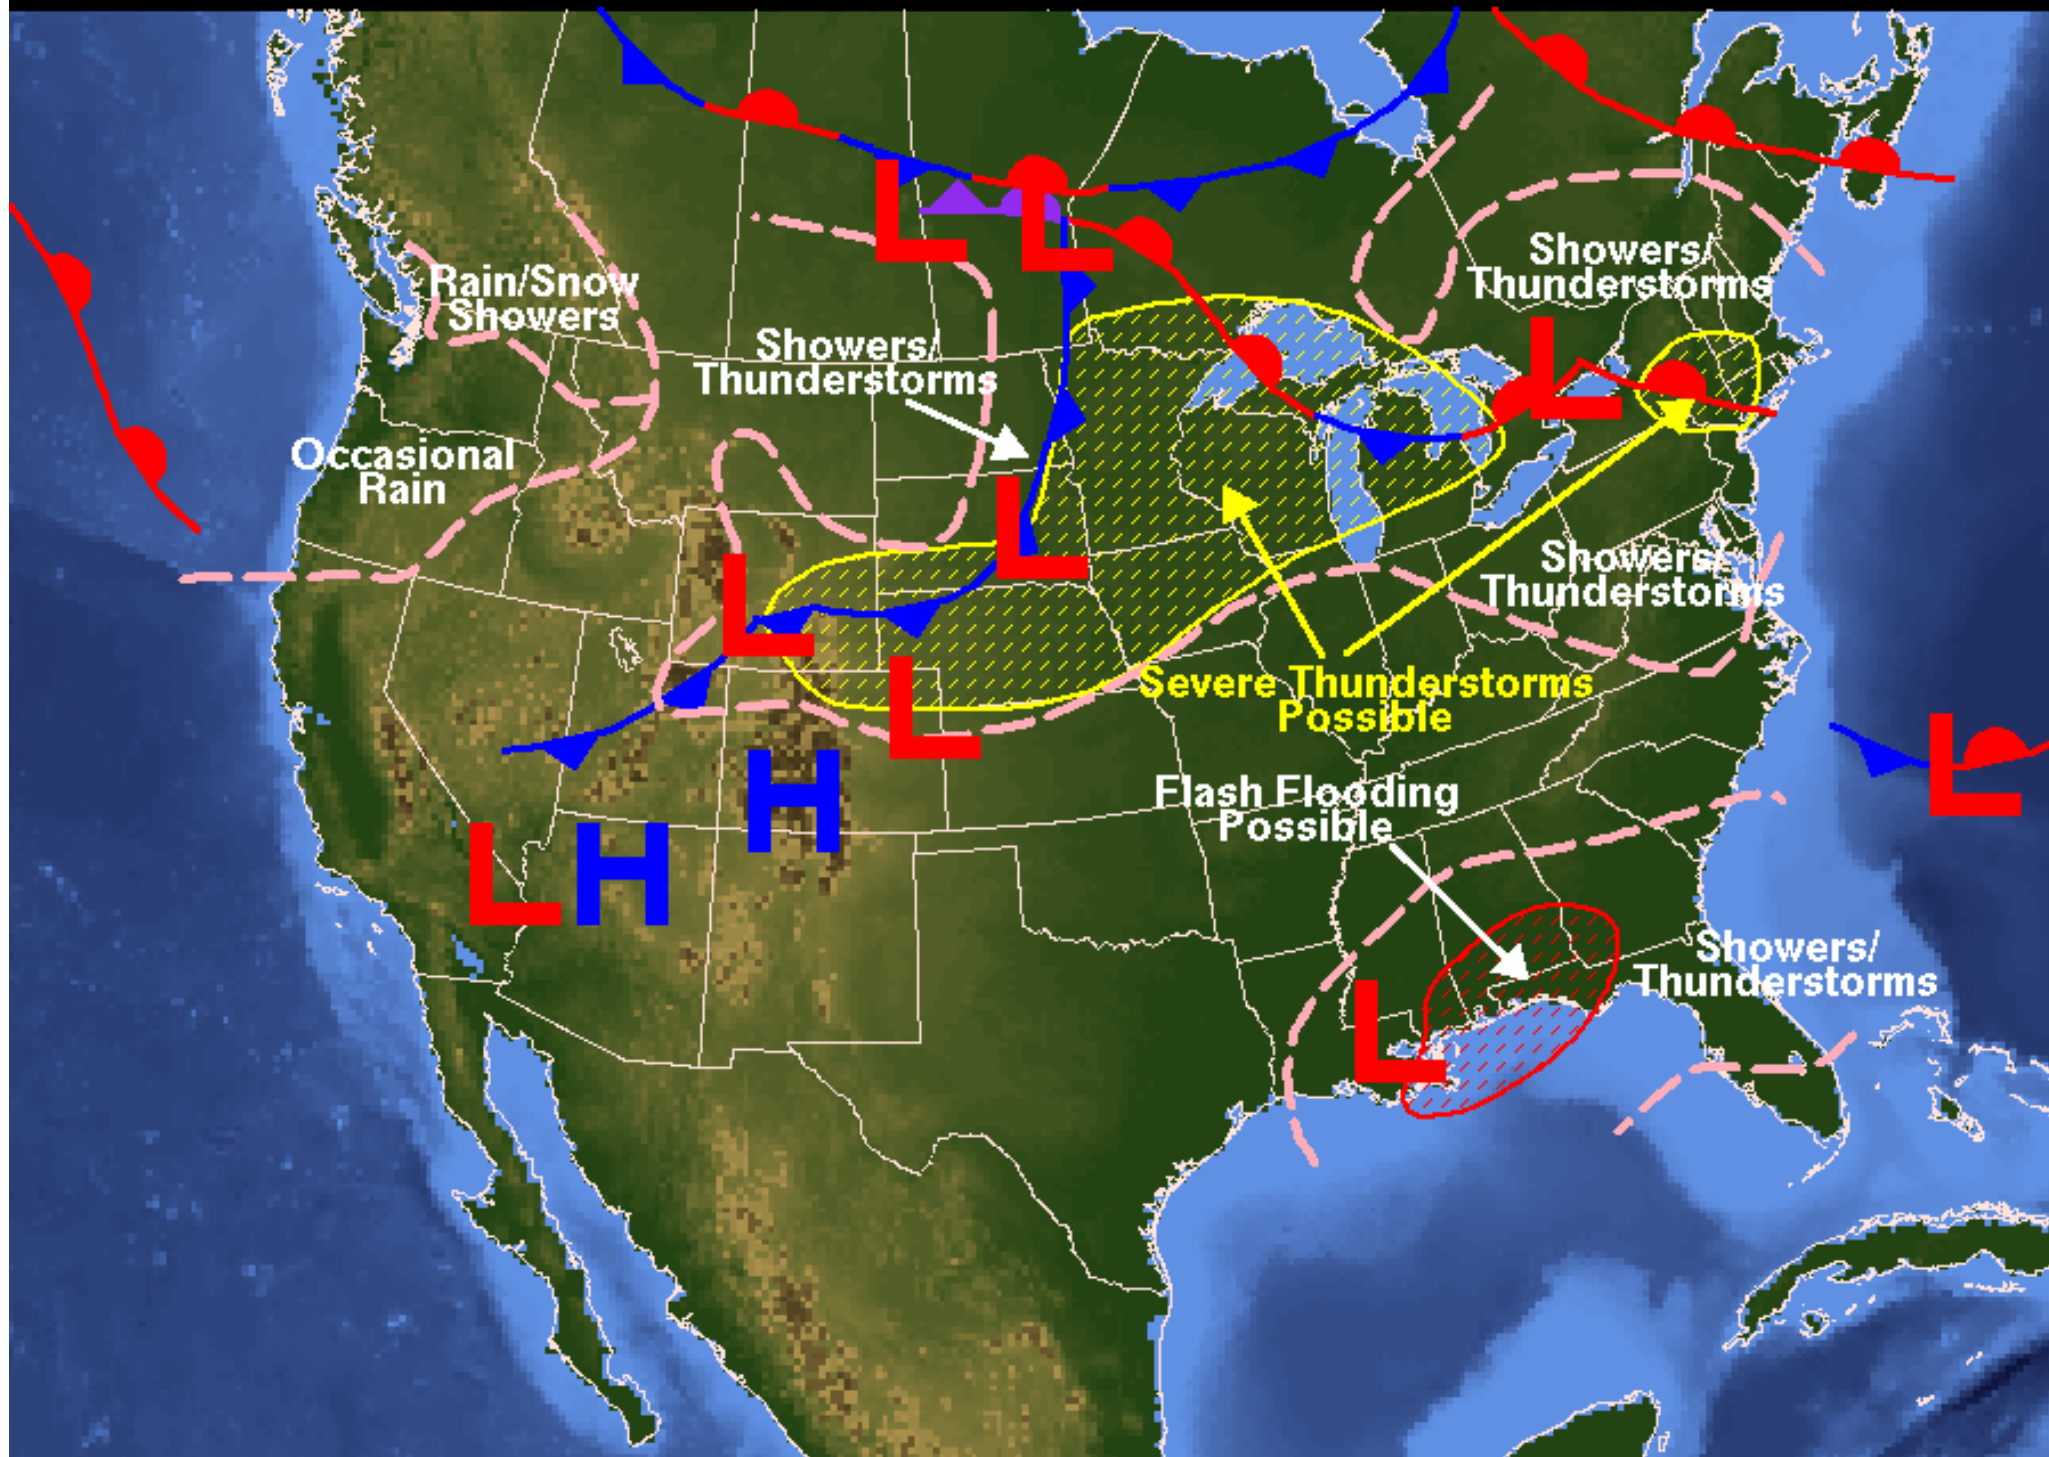 Showers/
Thunderstorms
Rain/Snow
Showers
Showers/
Thunderstorms
Occasional
Rain
Showers/
Thunderstorms
Severe Thunderstorms
Possible
Flash Flooding
Possible
Showers/
Thunderstorms
L
L
L
L
L
L
L
H
L
L
H
L